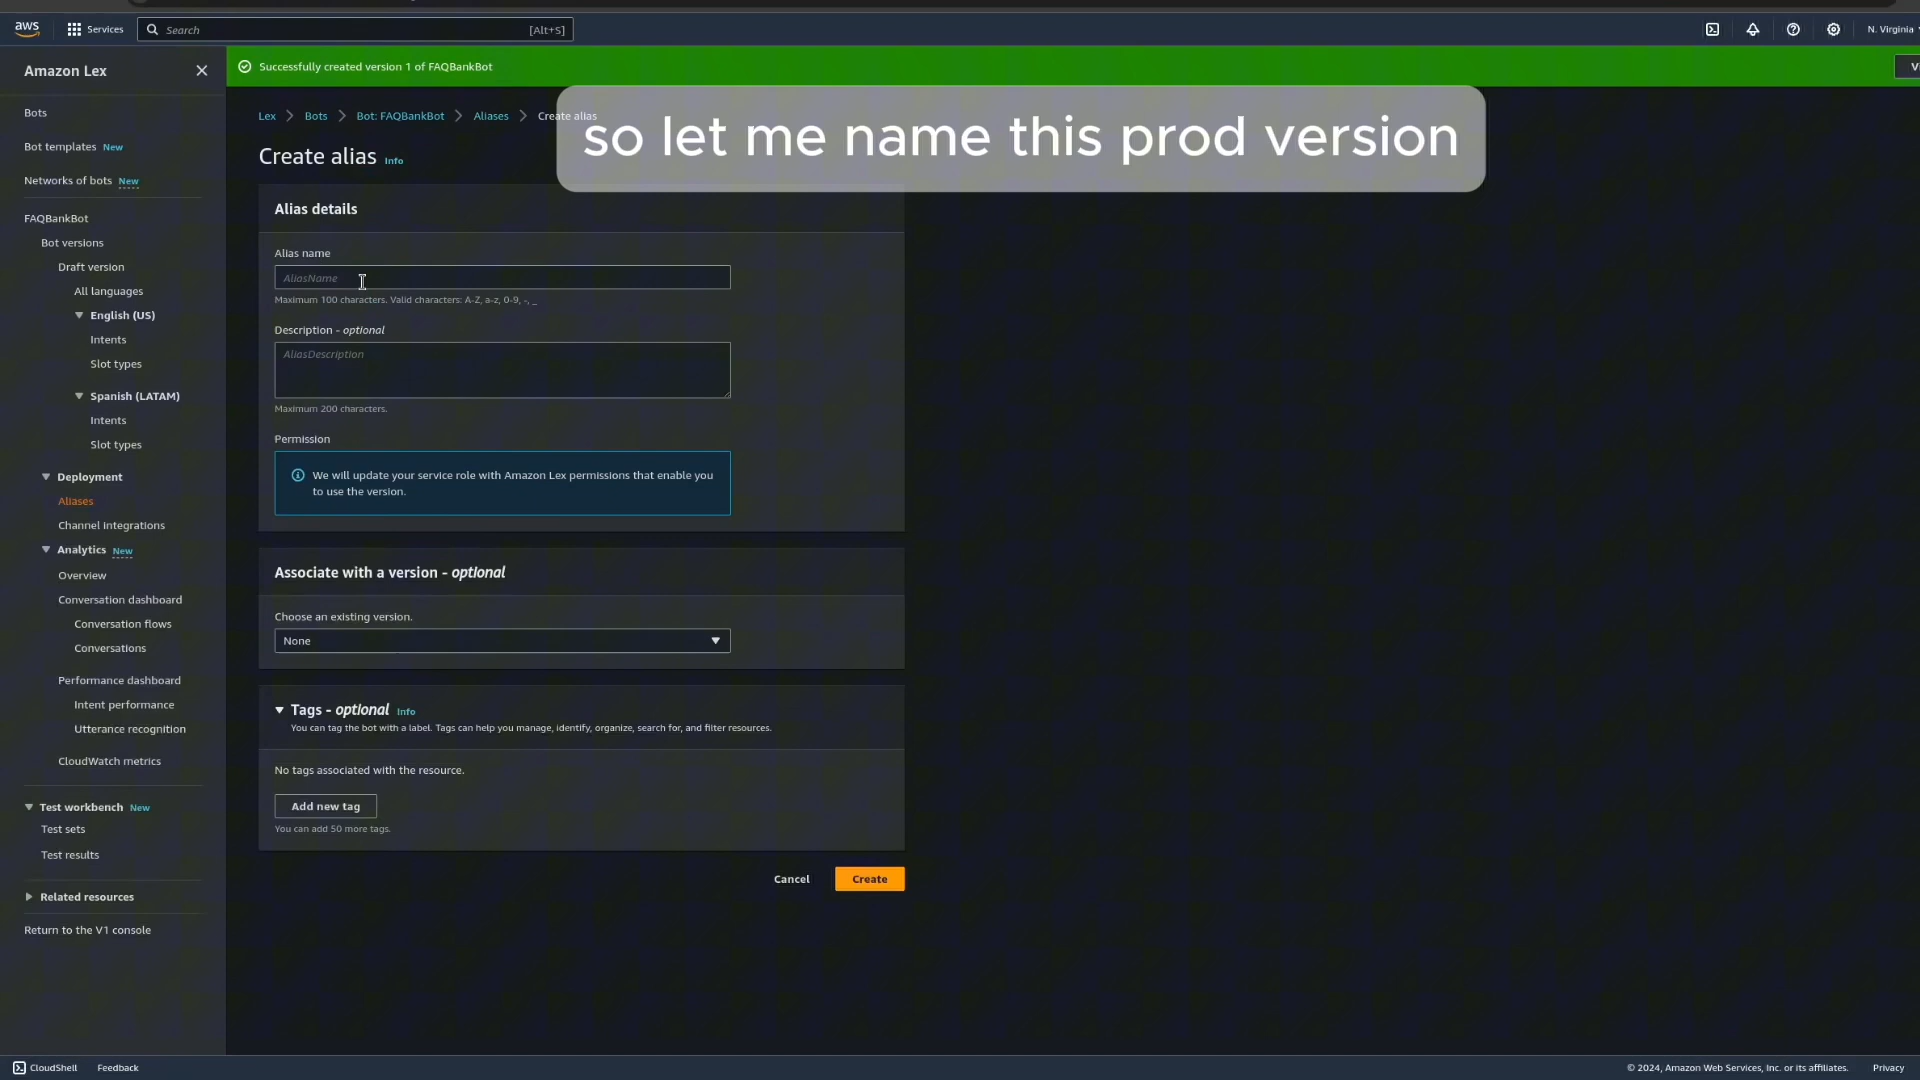 aws
Services
Search
[Alt+S]
N. Virginia
Amazon Lex
Bots
Bot templates New
Networks of bots New
FAQBankBot
Bot versions
Draft version
All languages
English (US)
Intents
Slot types
Spanish (LATAM)
Intents
Slot types
Deployment
Aliases
Channel integrations
Analytics New
Overview
Conversation dashboard
Conversation flows
Conversations
Performance dashboard
Intent performance
Utterance recognition
CloudWatch metrics
Test workbench New
Test sets
Test results
Related resources
Return to the V1 console
Successfully created version 1 of FAQBankBot
Lex
Bots
Bot: FAQBankBot
Aliases
Create alias
so let me name this prod version
Create alias Info
Alias details
Alias name
AliasName
Maximum 100 characters. Valid characters: A-Z, a-z, 0-9, -, _
Description - optional
AliasDescription
Maximum 200 characters.
Permission
We will update your service role with Amazon Lex permissions that enable you
to use the version.
Associate with a version - optional
Choose an existing version.
None
Tags - optional Info
You can tag the bot with a label. Tags can help you manage, identify, organize, search for, and filter resources.
No tags associated with the resource.
Add new tag
You can add 50 more tags.
Cancel
Create
CloudShell
Feedback
© 2024, Amazon Web Services, Inc. or its affiliates.
Privacy